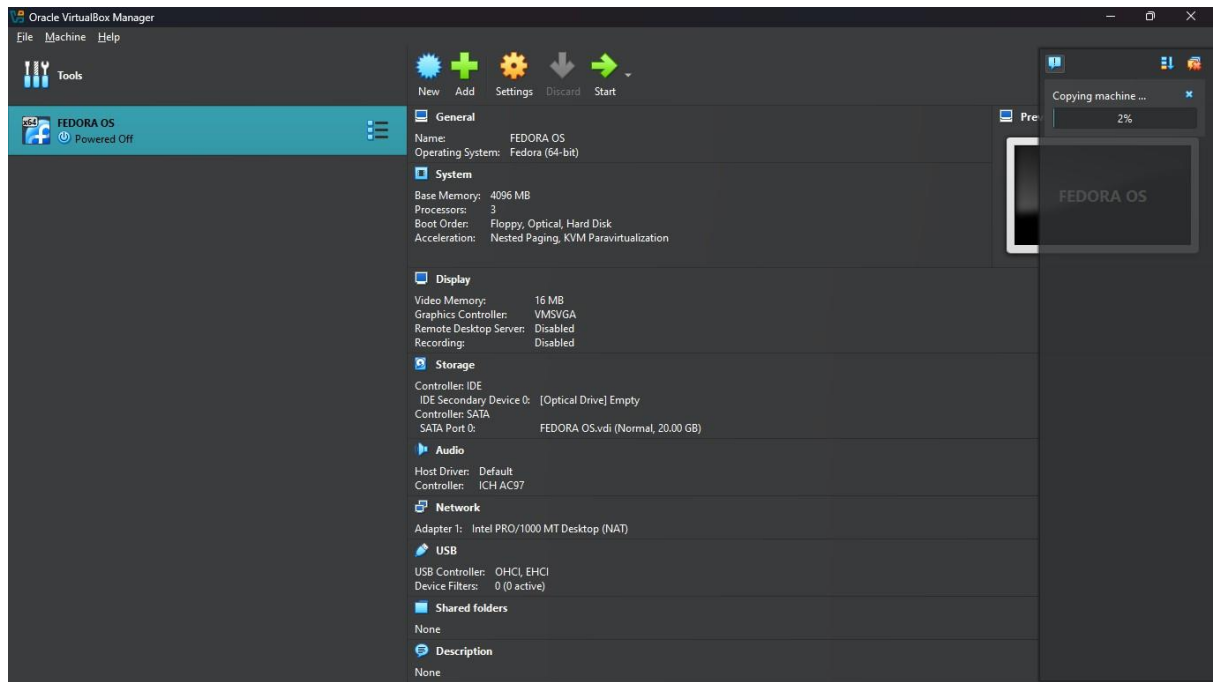 Oracle VirtualBox Manager
File Machine Help
Tools
New Add Settings Discard Start
x64
FEDORA OS
Powered Off
General
Name: FEDORA OS
Operating System: Fedora (64-bit)
System
Base Memory: 4096 MB
Processors: 3
Boot Order: Floppy, Optical, Hard Disk
Acceleration: Nested Paging, KVM Paravirtualization
Display
Video Memory: 16 MB
Graphics Controller: VMSVGA
Remote Desktop Server: Disabled
Recording: Disabled
Storage
Controller: IDE
IDE Secondary Device 0: [Optical Drive] Empty
Controller: SATA
SATA Port 0: FEDORA OS.vdi (Normal, 20.00 GB)
Audio
Host Driver: Default
Controller: ICH AC97
Network
Adapter 1: Intel PRO/1000 MT Desktop (NAT)
USB
USB Controller: OHCI, EHCI
Device Filters: 0 (0 active)
Shared folders
None
Description
None
Pre
FEDORA OS
Copying machine ...
2%